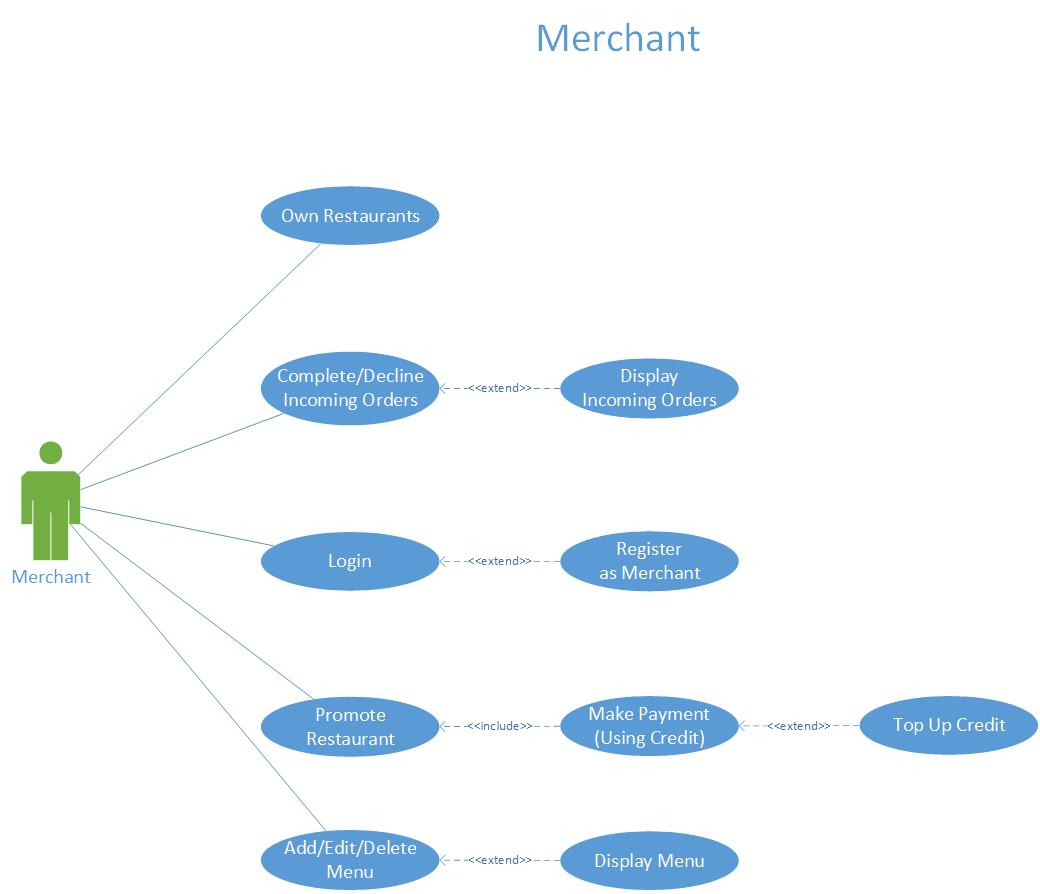 Merchant
Own Restaurants
Complete/Decline
Incoming Orders
<<extend>>
Display
Incoming Orders
Merchant
Login
<<extend>>
Register
as Merchant
Promote
Restaurant
<<include>>
Make Payment
(Using Credit)
<<extend>>
Top Up Credit
Add/Edit/Delete
Menu
<<extend>>
Display Menu